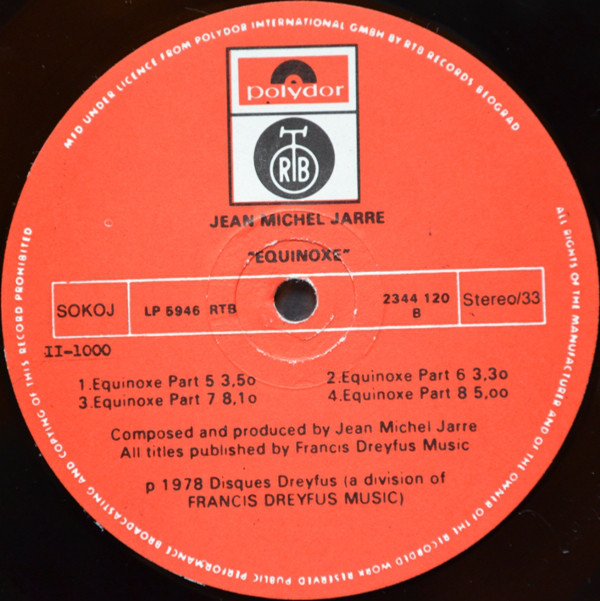 MFD UNDER LICENCE FROM POLYDOR INTERNATIONAL GMBH BY RTB RECORDS BEOGRAD
polydor
RTB
JEAN MICHEL JARRE
"EQUINOXE"
SOKOJ
LP 5946 RTB
2344 120
B
Stereo/33
II-1000
1.Equinoxe Part 5 3,5o 2.Equinoxe Part 6 3,3o
3.Equinoxe Part 7 8,1o 4.Equinoxe Part 8 5,oo
Composed and produced by Jean Michel Jarre
All titles published by Francis Dreyfus Music
p 1978 Disques Dreyfus (a division of
FRANCIS DREYFUS MUSIC)
ALL RIGHTS OF THE MANUFACTURER AND OF THE OWNER OF THE RECORDED WORK RESERVED PUBLIC PERFORMANCE BROADCASTING AND COPYING OF THIS RECORD PROHIBITED